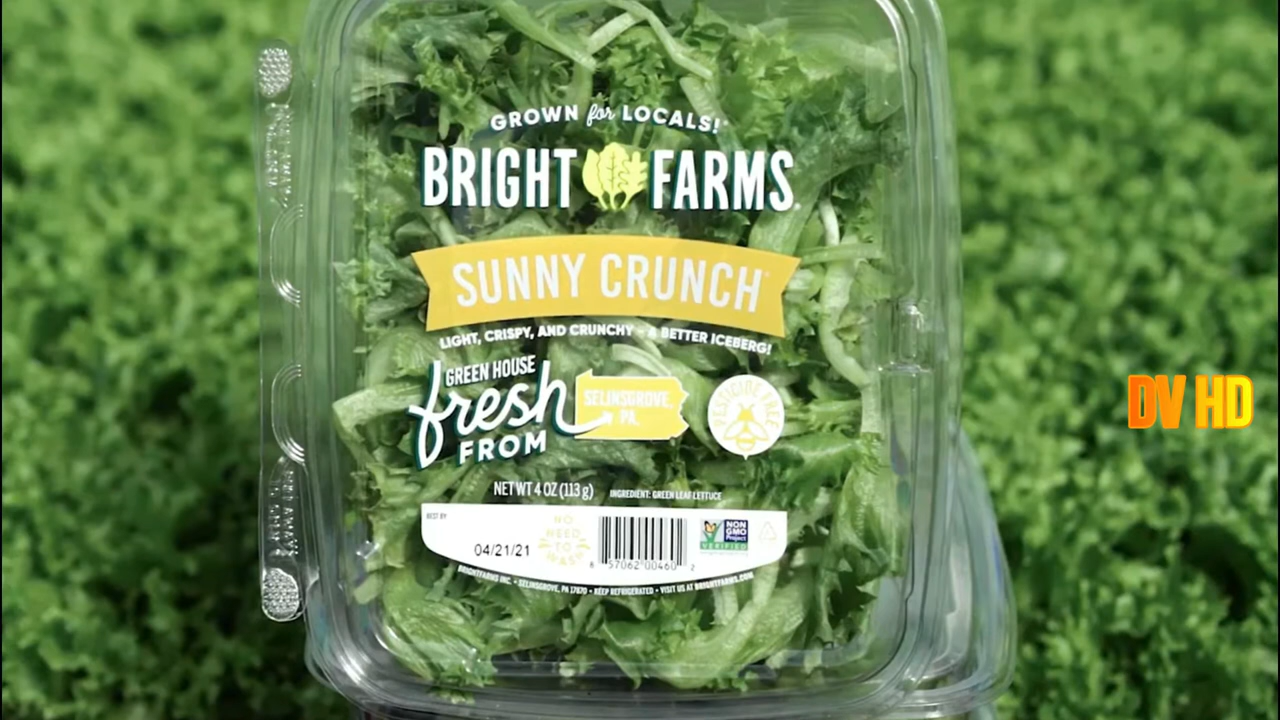 GROWN for LOCALS!
BRIGHT FARMS
SUNNY CRUNCH
LIGHT, CRISPY, AND CRUNCHY - A BETTER ICEBERG!
GREEN HOUSE
fresh
FROM
SELINSGROVE,
PA.
PESTICIDE FREE
NET WT 4 OZ (113 g)
INGREDIENT: GREEN LEAF LETTUCE
BEST BY
04/21/21
NO
NEED
TO
WASH
8 57062 00460 2
NON
GMO
Project
VERIFIED
BRIGHTFARMS INC. • SELINSGROVE, PA 17870 • KEEP REFRIGERATED • VISIT US AT BRIGHTFARMS.COM
DV HD